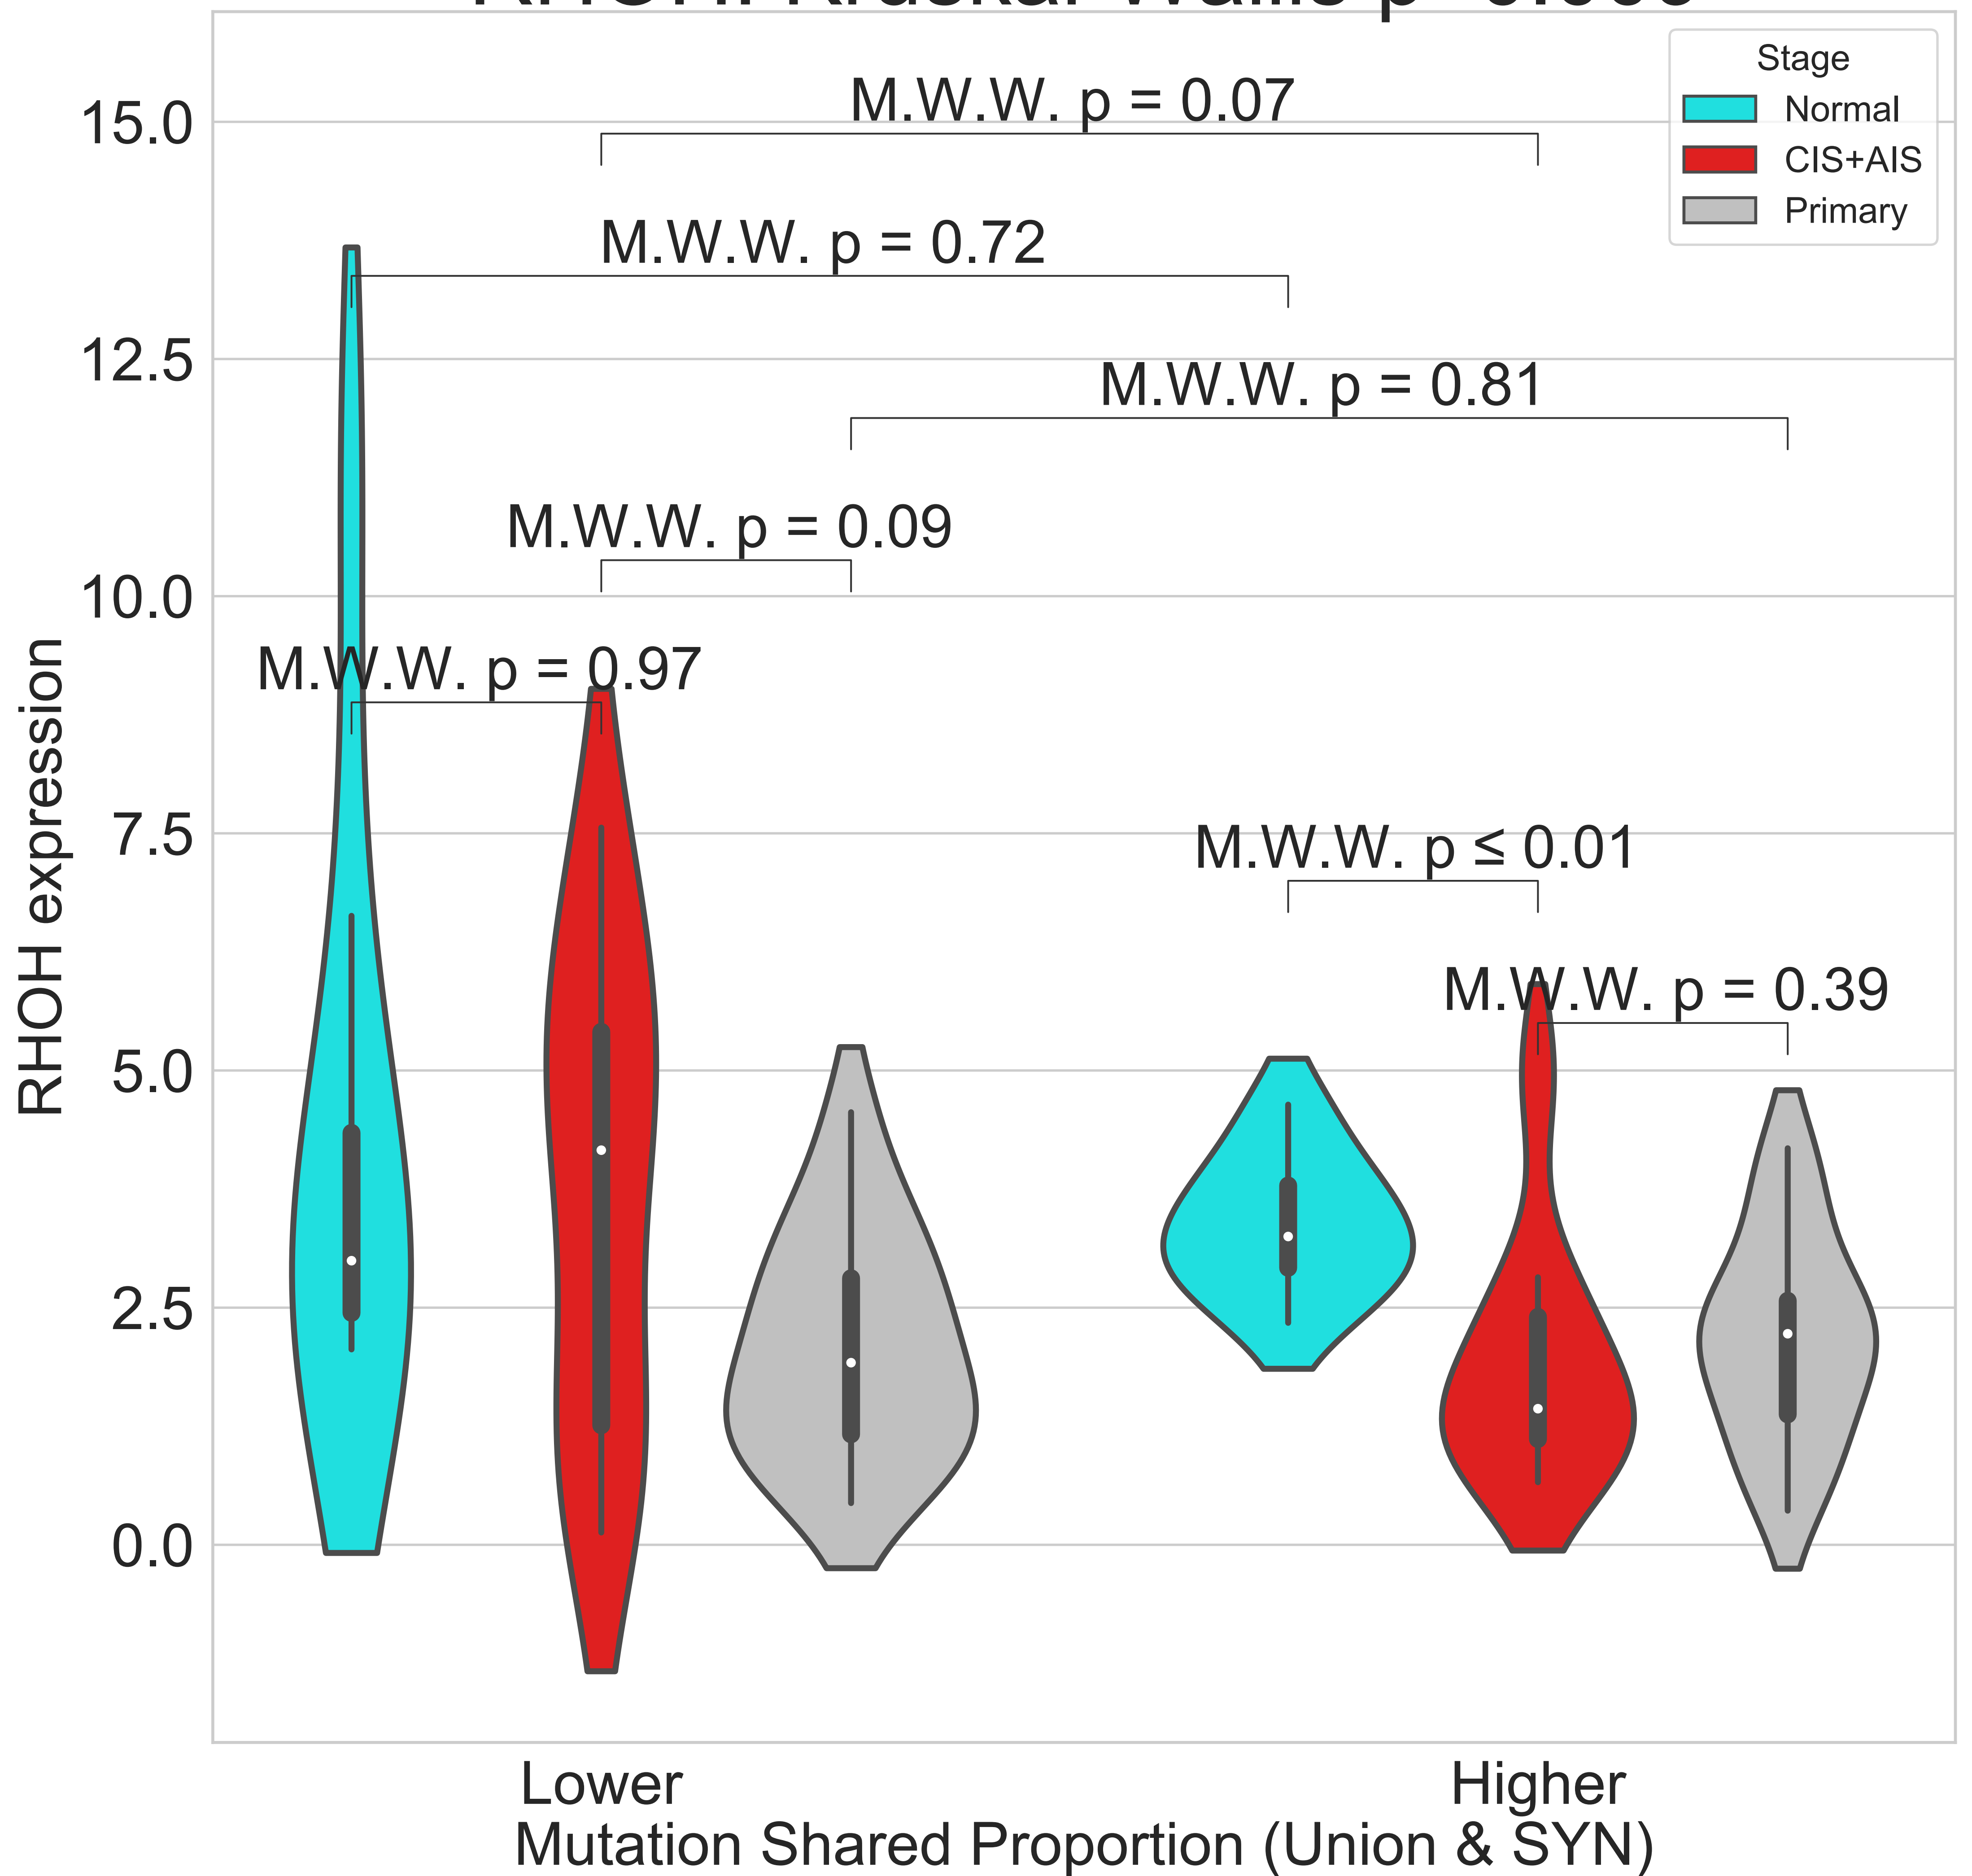 Stage
Normal
CIS+AIS
Primary
M.W.W. p = 0.07
M.W.W. p = 0.72
M.W.W. p = 0.81
M.W.W. p = 0.09
M.W.W. p = 0.97
M.W.W. p ≤ 0.01
M.W.W. p = 0.39
15.0
12.5
10.0
7.5
5.0
2.5
0.0
RHOH expression
Lower
Higher
Mutation Shared Proportion (Union & SYN)